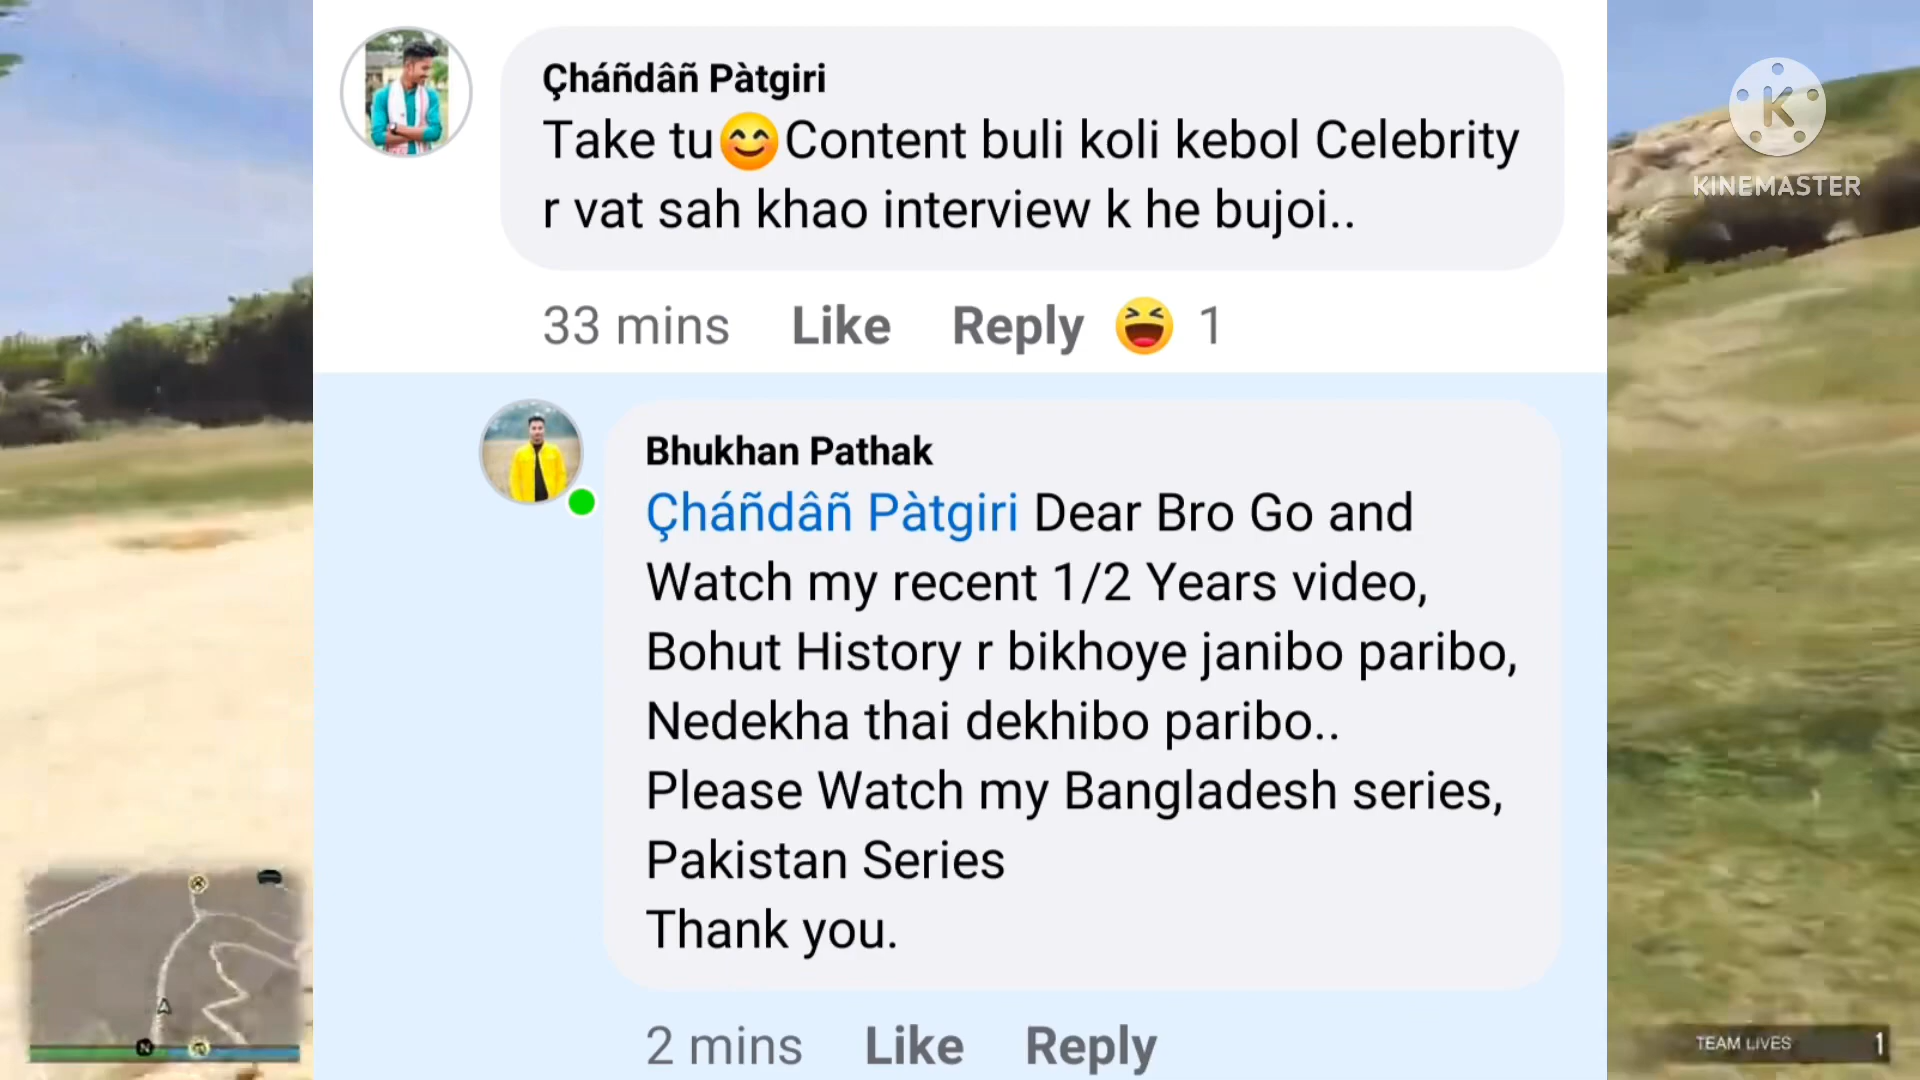 Çháñdâñ Pàtgiri
Take tu😊Content buli koli kebol Celebrity
r vat sah khao interview k he bujoi..
33 mins Like Reply 😆 1
Bhukhan Pathak
Çháñdâñ Pàtgiri Dear Bro Go and
Watch my recent 1/2 Years video,
Bohut History r bikhoye janibo paribo,
Nedekha thai dekhibo paribo..
Please Watch my Bangladesh series,
Pakistan Series
Thank you.
2 mins Like Reply
K
KINEMASTER
N
TEAM LIVES 1